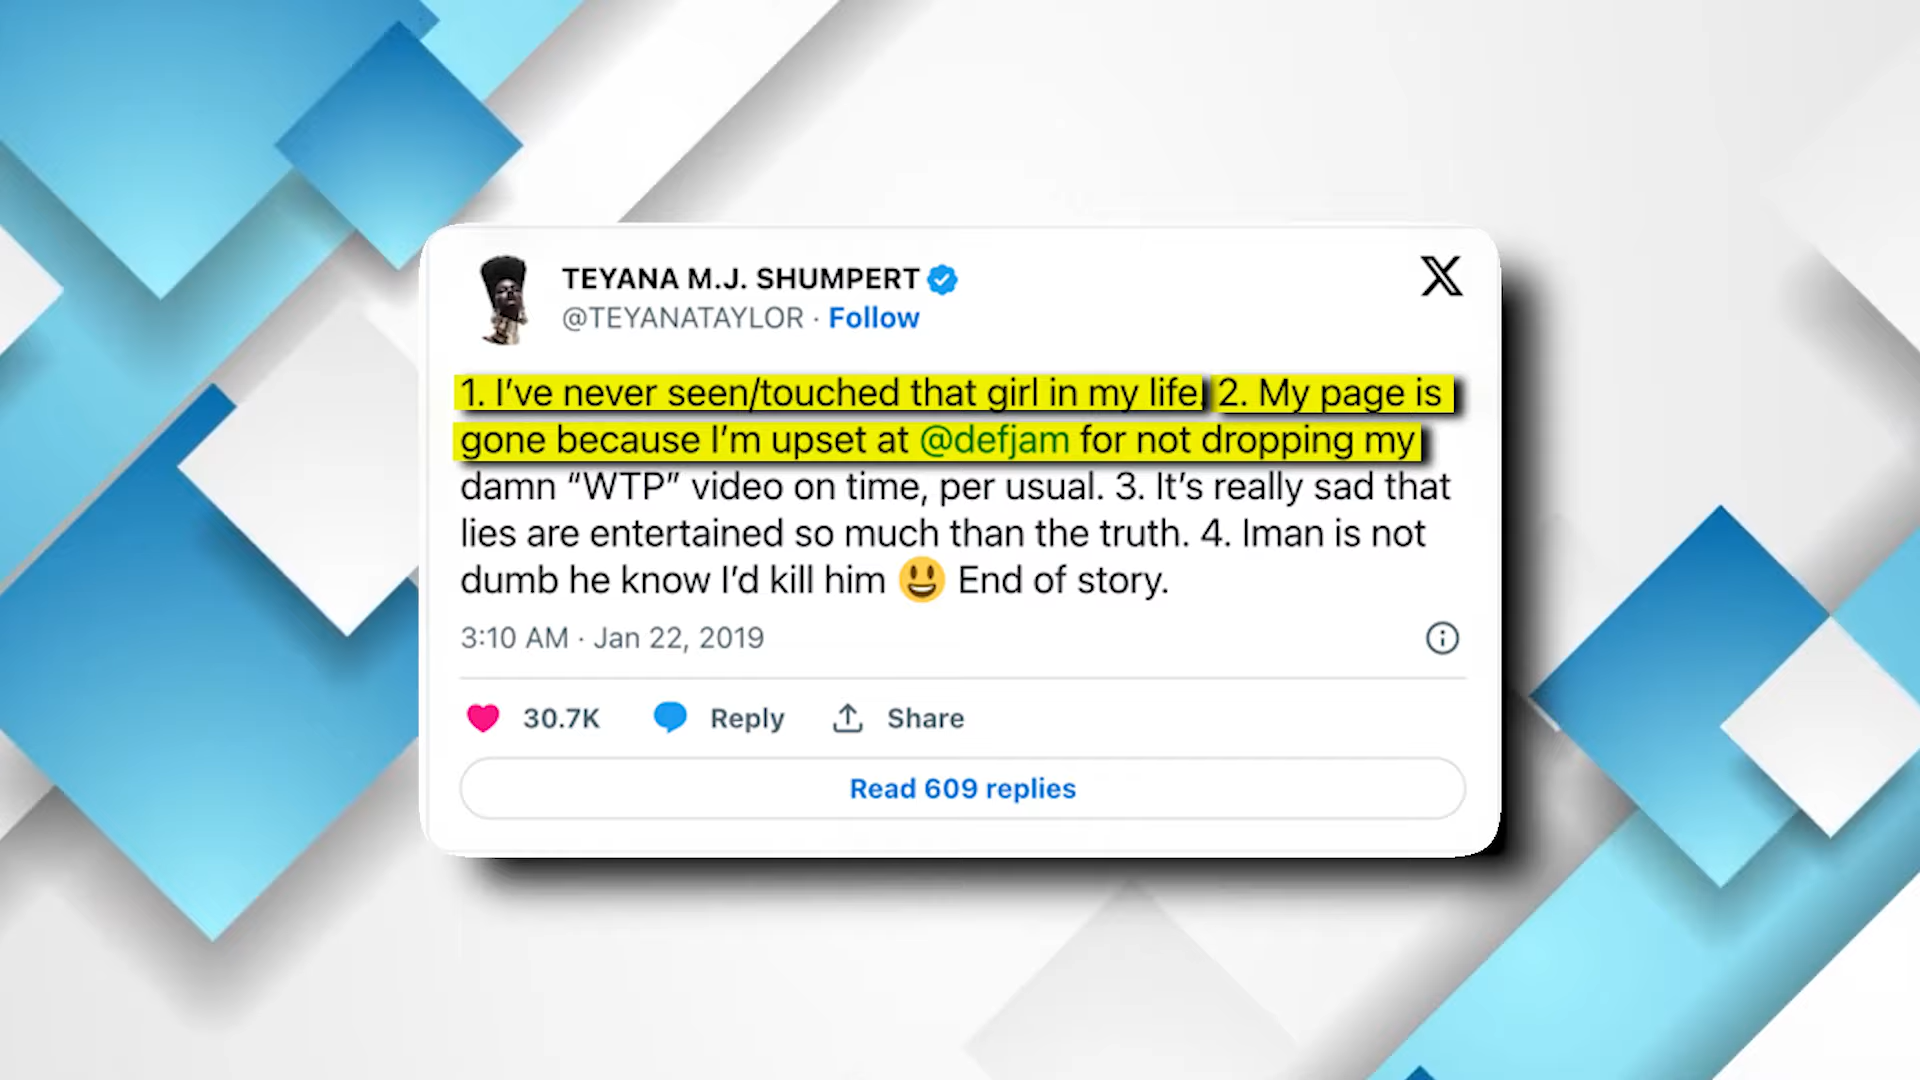 TEYANA M.J. SHUMPERT
@TEYANATAYLOR · Follow
1. I’ve never seen/touched that girl in my life. 2. My page is
gone because I’m upset at @defjam for not dropping my
damn “WTP” video on time, per usual. 3. It’s really sad that
lies are entertained so much than the truth. 4. Iman is not
dumb he know I’d kill him 😃 End of story.
3:10 AM · Jan 22, 2019
30.7K Reply Share
Read 609 replies